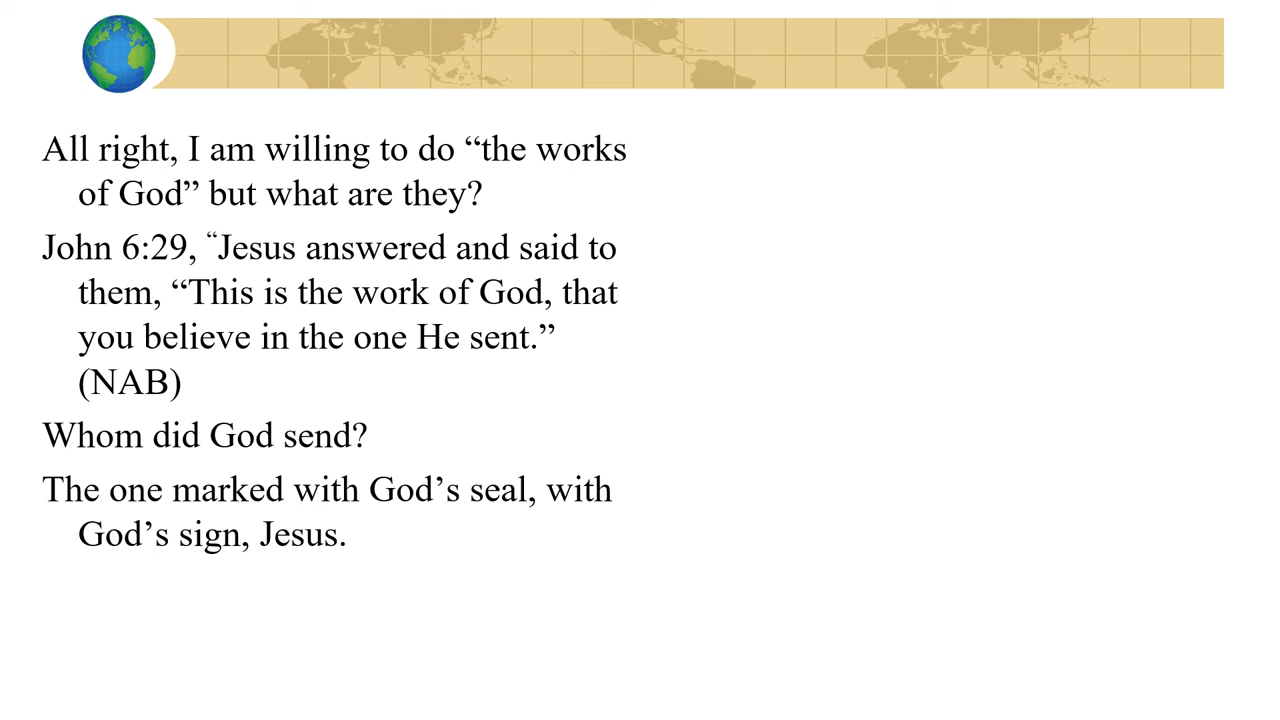 All right, I am willing to do “the works
of God” but what are they?
John 6:29, “Jesus answered and said to
them, “This is the work of God, that
you believe in the one He sent.”
(NAB)
Whom did God send?
The one marked with God’s seal, with
God’s sign, Jesus.